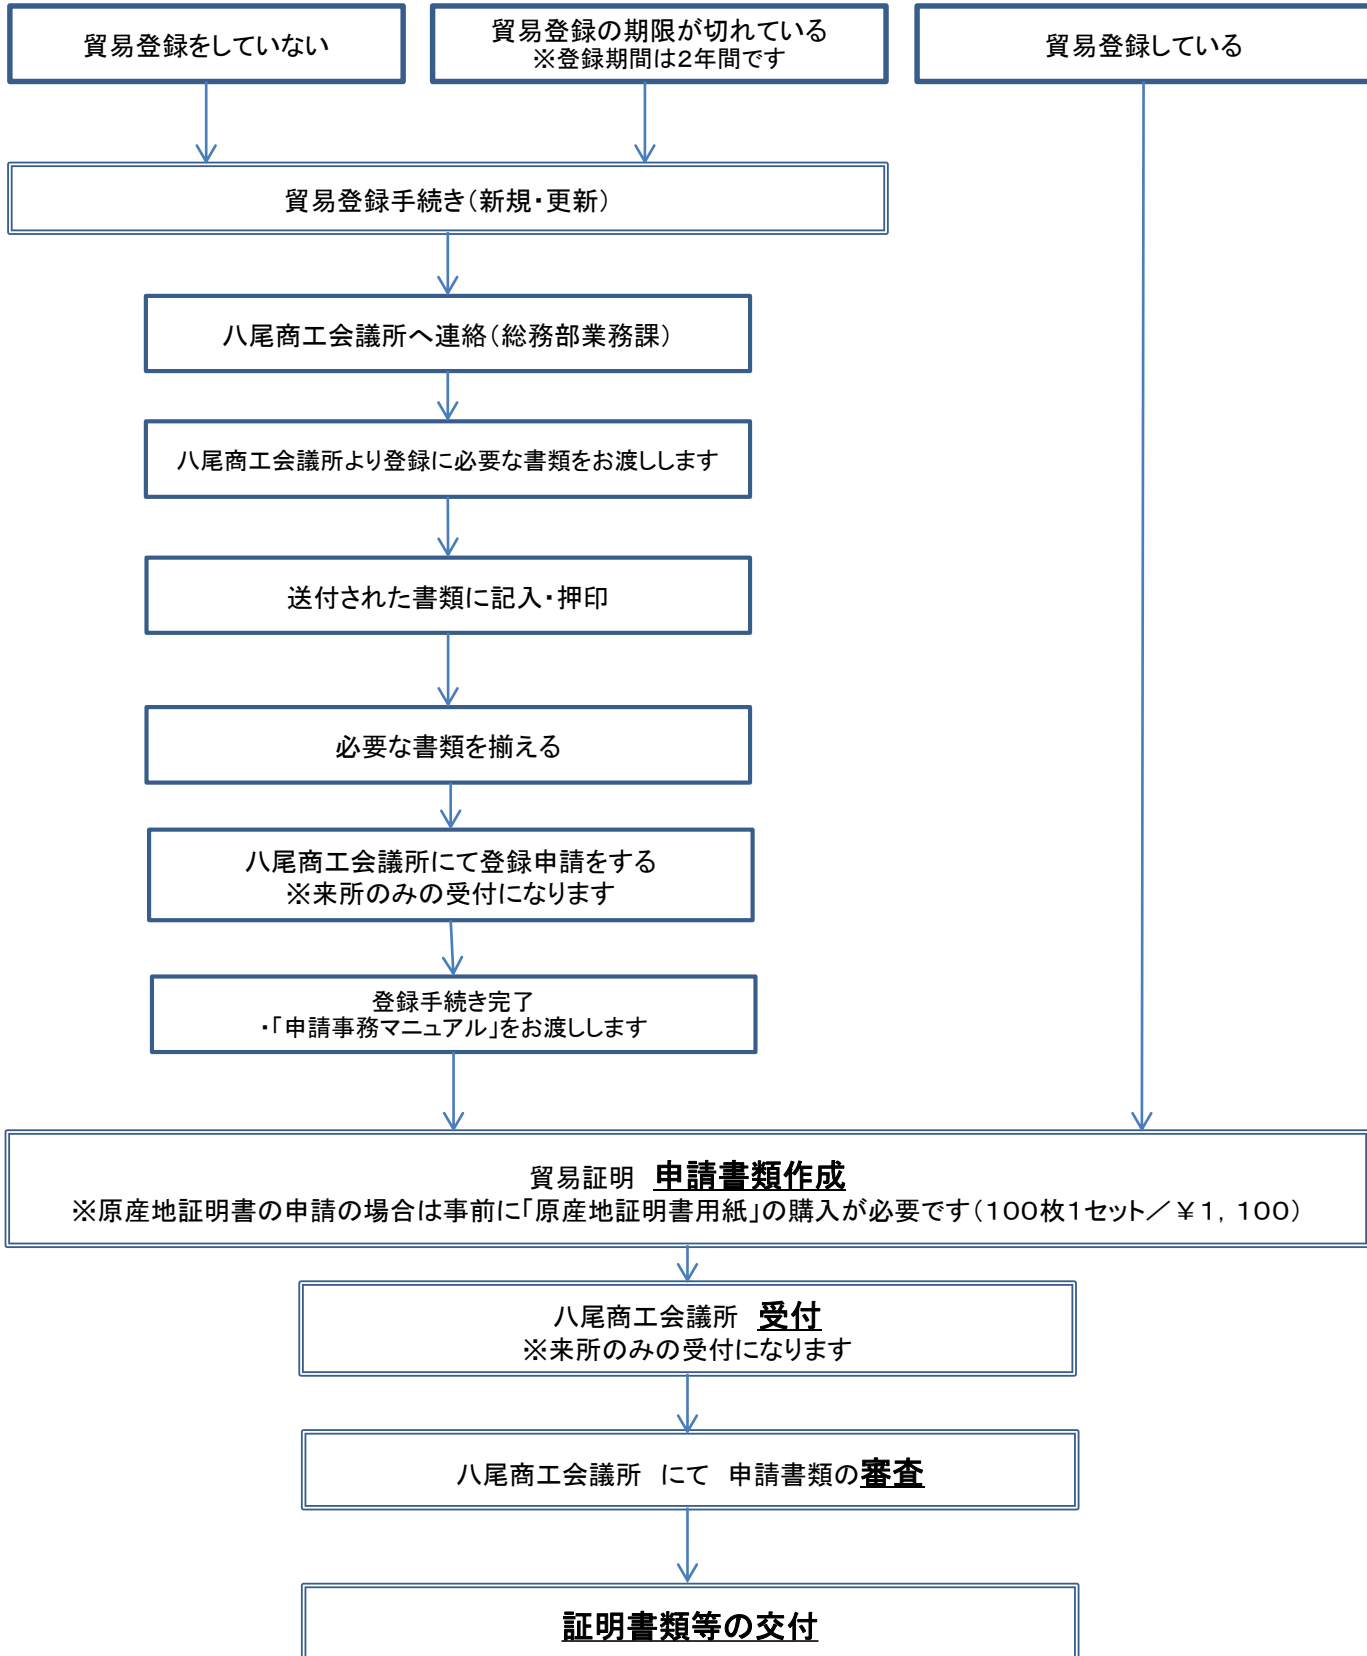 貿易登録をしていない
貿易登録の期限が切れている
※登録期間は2年間です
貿易登録している
貿易登録手続き(新規・更新)
八尾商工会議所へ連絡(総務部業務課)
八尾商工会議所より登録に必要な書類をお渡しします
送付された書類に記入・押印
必要な書類を揃える
八尾商工会議所にて登録申請をする
※来所のみの受付になります
登録手続き完了
・「申請事務マニュアル」をお渡しします
貿易証明 申請書類作成
※原産地証明書の申請の場合は事前に「原産地証明書用紙」の購入が必要です(100枚1セット/¥1,100)
八尾商工会議所 受付
※来所のみの受付になります
八尾商工会議所 にて 申請書類の審査
証明書類等の交付